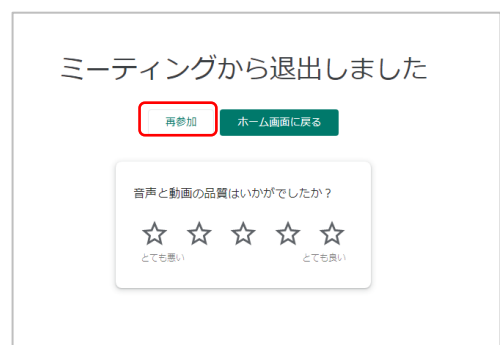 ミーティングから退出しました
再参加 ホーム画面に戻る
音声と動画の品質はいかがでしたか？
とても悪い とても良い